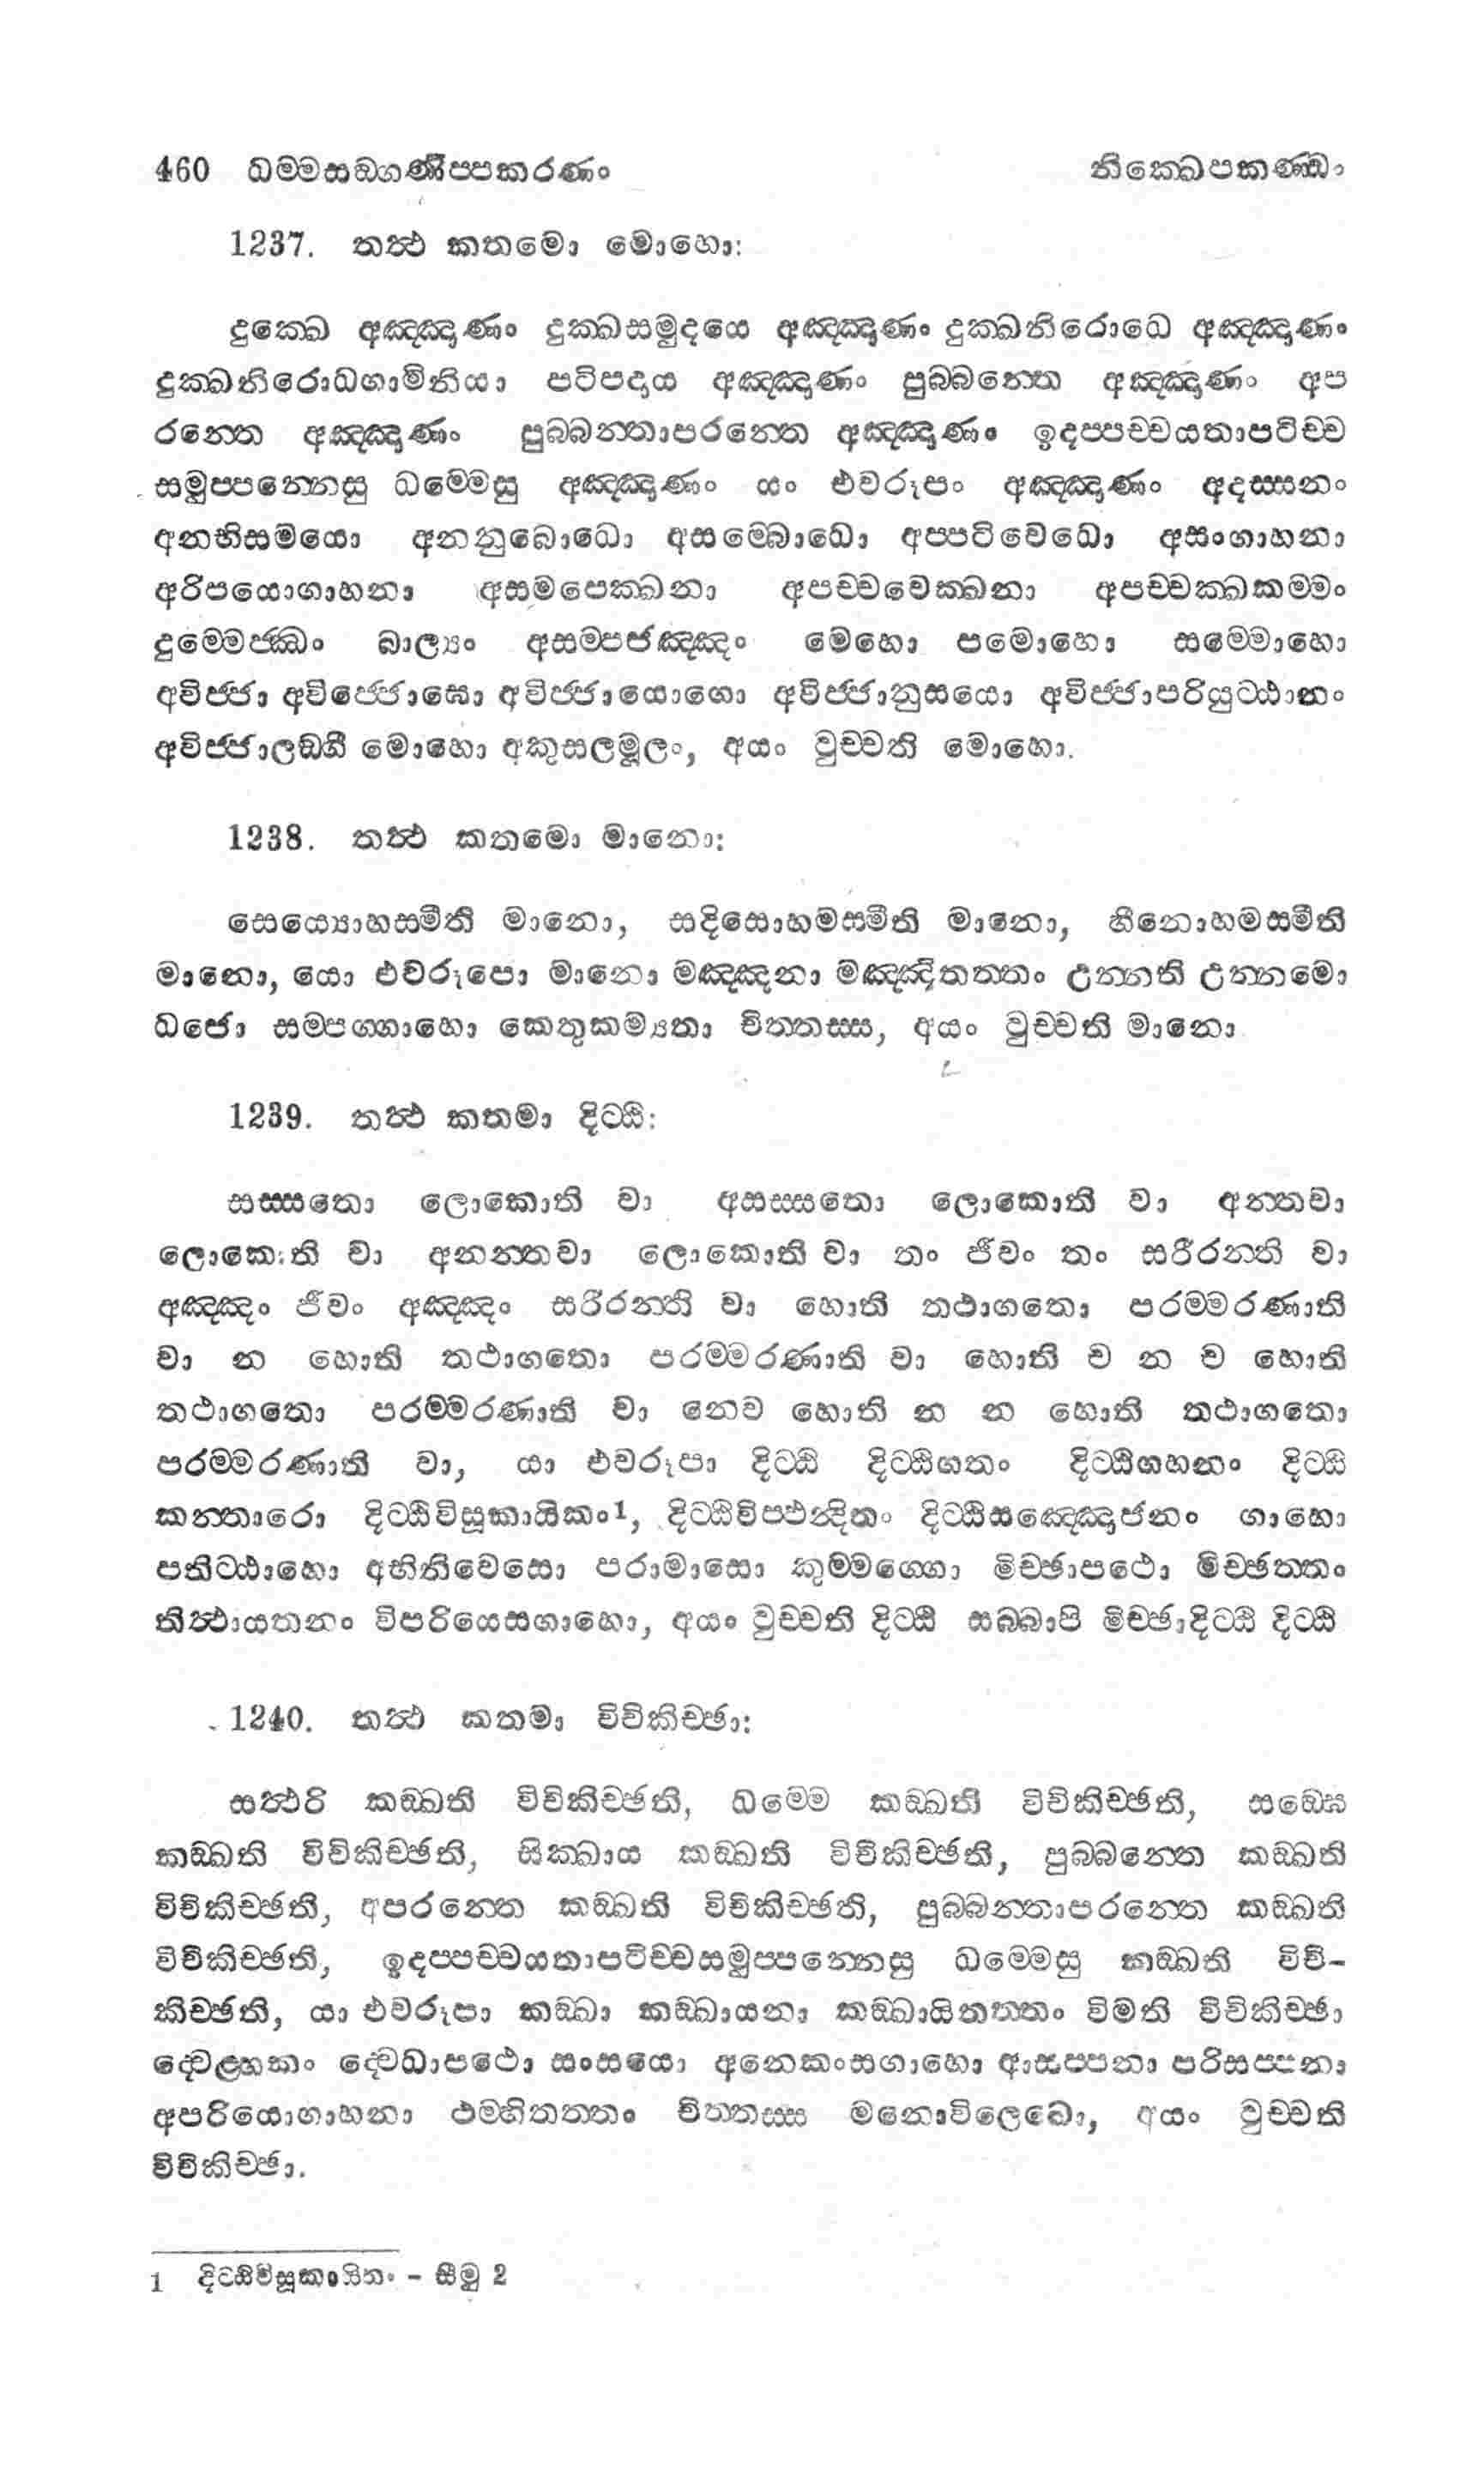 460 ධම‍්මසඞ‍්ගණිප‍්පකරණං නික‍්ඛෙපකණ‍්ඩං
1237. තත්‍ථ කතමො මොහො:
දුක‍්ඛෙ අඤ‍්ඤාණං දුක‍්ඛසමුදයෙ අඤ‍්ඤාණං දුක‍්ඛනිරොධෙ අඤ‍්ඤාණං
දුක‍්ඛනිරොධගාමිනියා පටිපදාය අඤ‍්ඤාණං පුබ‍්බන‍්තෙ අඤ‍්ඤාණං අප
රන‍්තෙ අඤ‍්ඤාණං පුබ‍්බන‍්තාපරන‍්තෙ අඤ‍්ඤාණං ඉදප‍්පච‍්චයතාපටිච‍්ච
සමුප‍්පන‍්නෙසු ධම‍්මෙසු අඤ‍්ඤාණං යං එවරූපං අඤ‍්ඤාණං අදස‍්සනං
අනභිසමයො අනනුබොධො අසම‍්බොධො අප‍්පටිවෙධො අසංගාහනා
අරිපයොගාහනා අසමපෙක‍්ඛනා අපච‍්චවෙක‍්ඛනා අපච‍්චක‍්ඛකම‍්මං
දුම‍්මෙජ‍්ඣං බාල්‍යං අසම‍්පජඤ‍්ඤං මෙහො පමොහො සම‍්මොහො
අවිජ‍්ජා අවිජ‍්ජොඝො අවිජ‍්ජායොගො අවිජ‍්ජානුසයො අවිජ‍්ජාපරියුට‍්ඨානං
අවිජ‍්ජාලඞ‍්ගී මොහො අකුසලමූලං, අයං වුච‍්චති මොහො.
1238. තත්‍ථ කතමො මානො:
සෙය්‍යොහසමීති මානො, සදිසොහමසමීති මානො, හීනොහමසමීති
මානො, යො එවරූපො මානො මඤ‍්ඤනා මඤ‍්ඤිතත‍්තං උන‍්නති උන‍්නමො
ධජො සම‍්පග‍්ගාහො කෙතුකම්‍යතා චිත‍්තස‍්ස, අයං වුච‍්චති මානො
1239. තත්‍ථ කතමා දිට‍්ඨි:
සස‍්සතො ලොකොති වා අසස‍්සතො ලොකොති වා අන‍්තවා
ලොකොති වා අනන‍්තවා ලොකොති වා තං ජීවං තං සරීරන‍්ති වා
අඤ‍්ඤං ජීවං අඤ‍්ඤං සරීරන‍්ති වා හොති තථාගතො පරම‍්මරණාති
වා න හොති තථාගතො පරම‍්මරණාති වා හොති ච න ච හොති
තථාගතො පරම‍්මරණාති වා නෙව හොති න න හොති තථාගතො
පරම‍්මරණාති වා, යා එවරූපා දිට‍්ඨි දිට‍්ඨිගතං දිට‍්ඨිගහනං දිට‍්ඨි
කන‍්තාරො දිට‍්ඨිවිසූකායිකං1, දිට‍්ඨිවිප‍්ඵන්‍දිතං දිට‍්ඨිසඤ‍්ඤොජනං ගාහො
පතිට‍්ඨාහො අභිනිවෙසො පරාමාසො කුම‍්මග‍්ගො මිච‍්ඡාපථො මිච‍්ඡත‍්තං
තිත්‍ථායතනං විපරියෙසගාහො, අයං වුච‍්චති දිට‍්ඨි සබ‍්බාපි මිච‍්ඡාදිට‍්ඨි දිට‍්ඨි
1240. තත්‍ථ කතමා විචිකිච‍්ඡා:
සත්‍ථරි කඞ‍්ඛති විචිකිච‍්ඡති, ධම‍්මෙ කඞ‍්ඛති විචිකිච‍්ඡති, සඞ‍්ඝෙ
කඞ‍්ඛති විචිකිච‍්ඡති, සික‍්ඛාය කඞ‍්ඛති විචිකිච‍්ඡති, පුබ‍්බන‍්තෙ කඞ‍්ඛති
විචිකිච‍්ඡති, අපරන‍්තෙ කඞ‍්ඛති විචිකිච‍්ඡති, පුබ‍්බන‍්තාපරන‍්තෙ කඞ‍්ඛති
විචිකිච‍්ඡති, ඉදප‍්පච‍්චයතාපටිච‍්චසමුප‍්පන‍්නෙසු ධම‍්මෙසු කඞ‍්ඛති විචි-
කිච‍්ඡති, යා එවරූපා කඞ‍්ඛා කඞ‍්ඛායනා කඞ‍්ඛායිතත‍්තං විමති විචිකිච‍්ඡා
ද්‍වෙළ‍්හකං ද්‍වෙධාපථො සංසයො අනෙකංසගාහො ආසප‍්පනා පරිසප‍්පනා
අපරියොගාහනා ථම‍්භිතත‍්තං චිත‍්තස‍්ස මනොවිලෙඛො, අයං වුච‍්චති
විචිකිච‍්ඡා.
1 දිට‍්ඨිවිසූකායිතං - සීමු 2